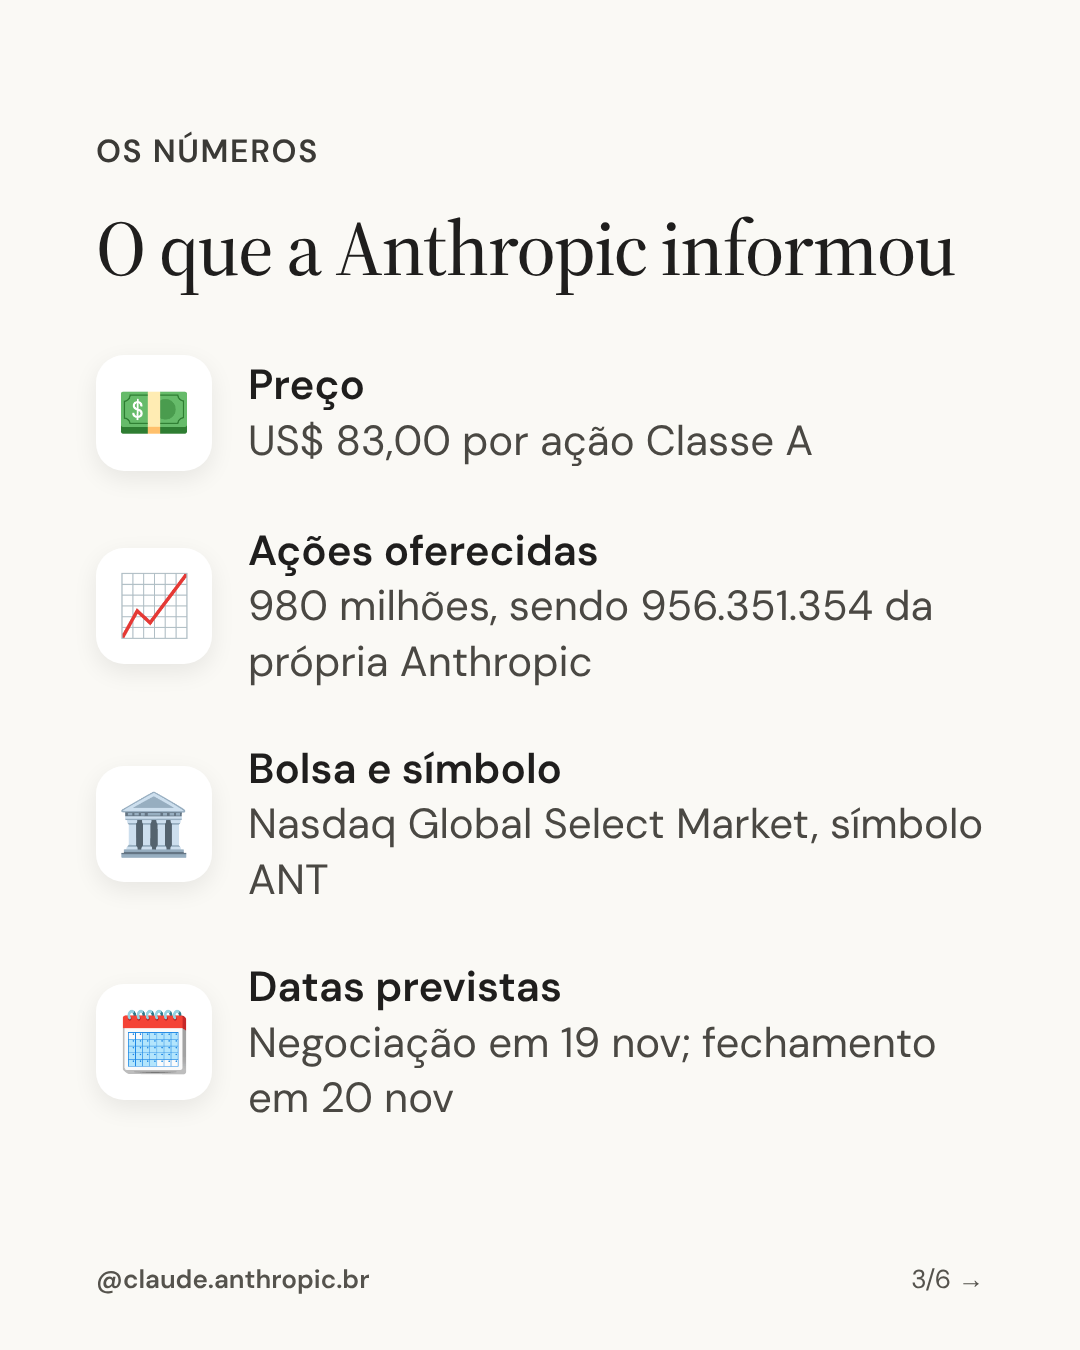 OS NÚMEROS
O que a Anthropic informou
Preço
US$ 83,00 por ação Classe A
Ações oferecidas
980 milhões, sendo 956.351.354 da
própria Anthropic
Bolsa e símbolo
Nasdaq Global Select Market, símbolo
ANT
Datas previstas
Negociação em 19 nov; fechamento
em 20 nov
@claude.anthropic.br
3/6 →